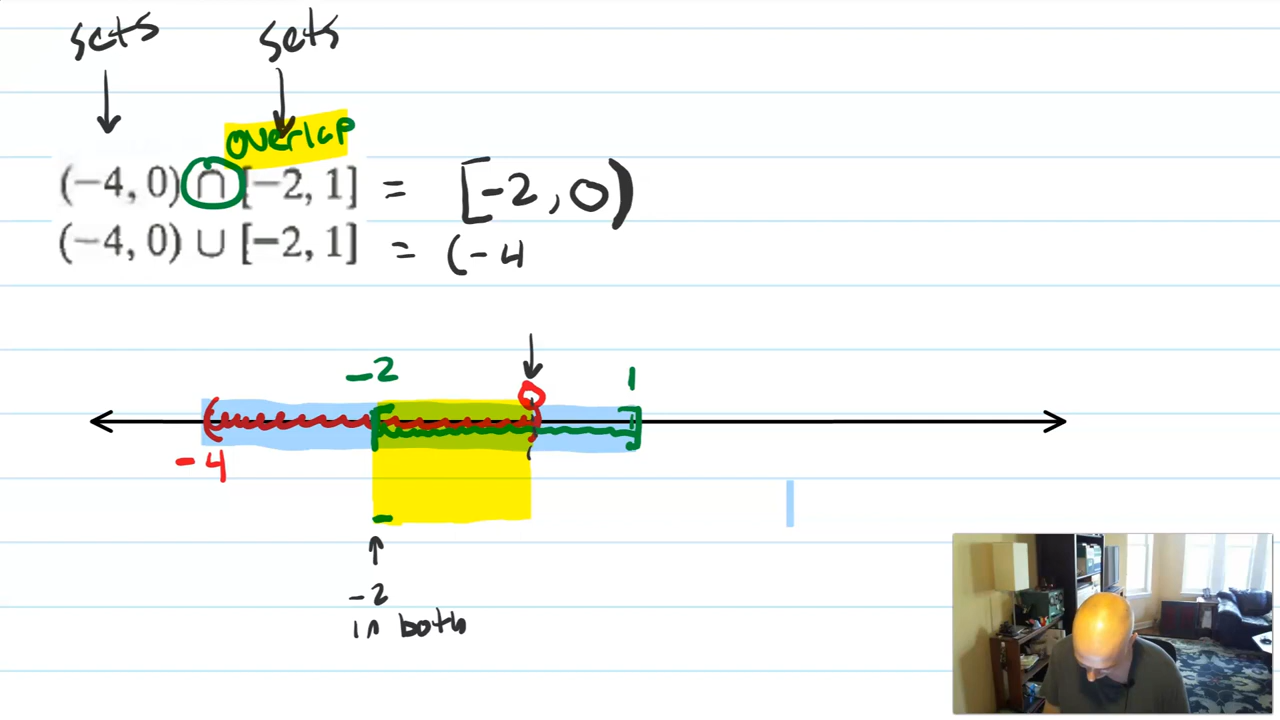 sets sets
overlap
(−4, 0) ∩ [−2, 1] = [-2, 0)
(−4, 0) ∪ [−2, 1] = (-4
-2 0 1
-4
-2
in both